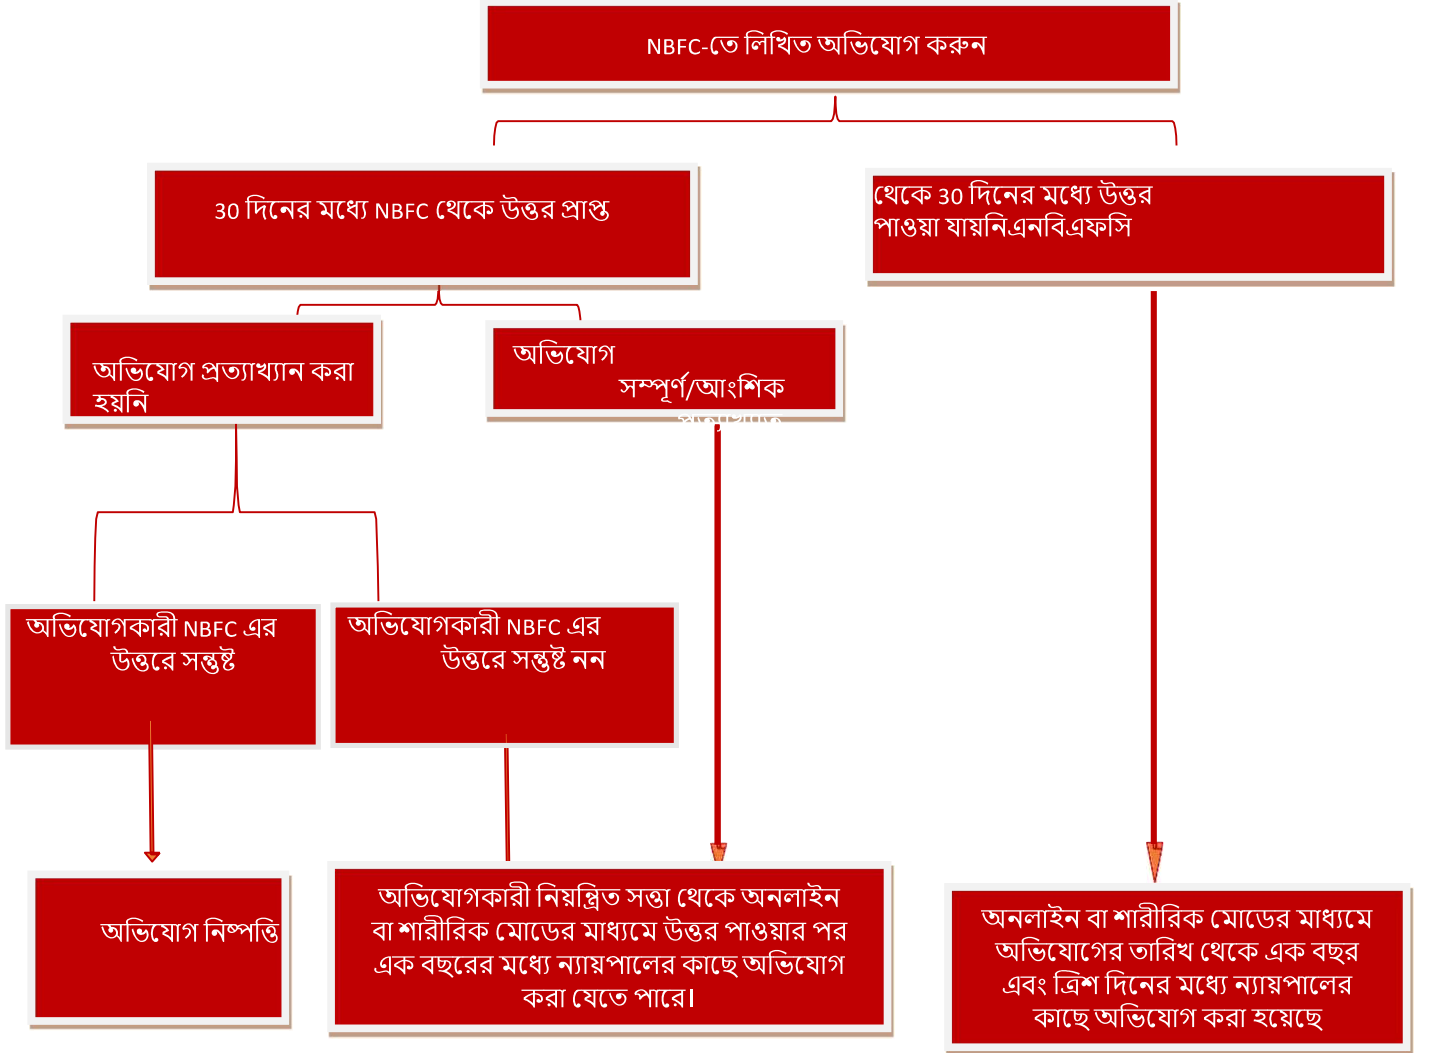 NBFC-তে লিখিত অভিযোগ করুন
30 দিনের মধ্যে NBFC থেকে উত্তর প্রাপ্ত
থেকে 30 দিনের মধ্যে উত্তর
পাওয়া যায়নিএনবিএফসি
অভিযোগ প্রত্যাখ্যান করা
হয়নি
অভিযোগ
সম্পূর্ণ/আংশিক
অভিযোগকারী NBFC এর
উত্তরে সন্তুষ্ট
অভিযোগকারী NBFC এর
উত্তরে সন্তুষ্ট নন
অভিযোগ নিষ্পত্তি
অভিযোগকারী নিয়ন্ত্রিত সত্তা থেকে অনলাইন
বা শারীরিক মোডের মাধ্যমে উত্তর পাওয়ার পর
এক বছরের মধ্যে ন্যায়পালের কাছে অভিযোগ
করা যেতে পারে।
অনলাইন বা শারীরিক মোডের মাধ্যমে
অভিযোগের তারিখ থেকে এক বছর
এবং ত্রিশ দিনের মধ্যে ন্যায়পালের
কাছে অভিযোগ করা হয়েছে